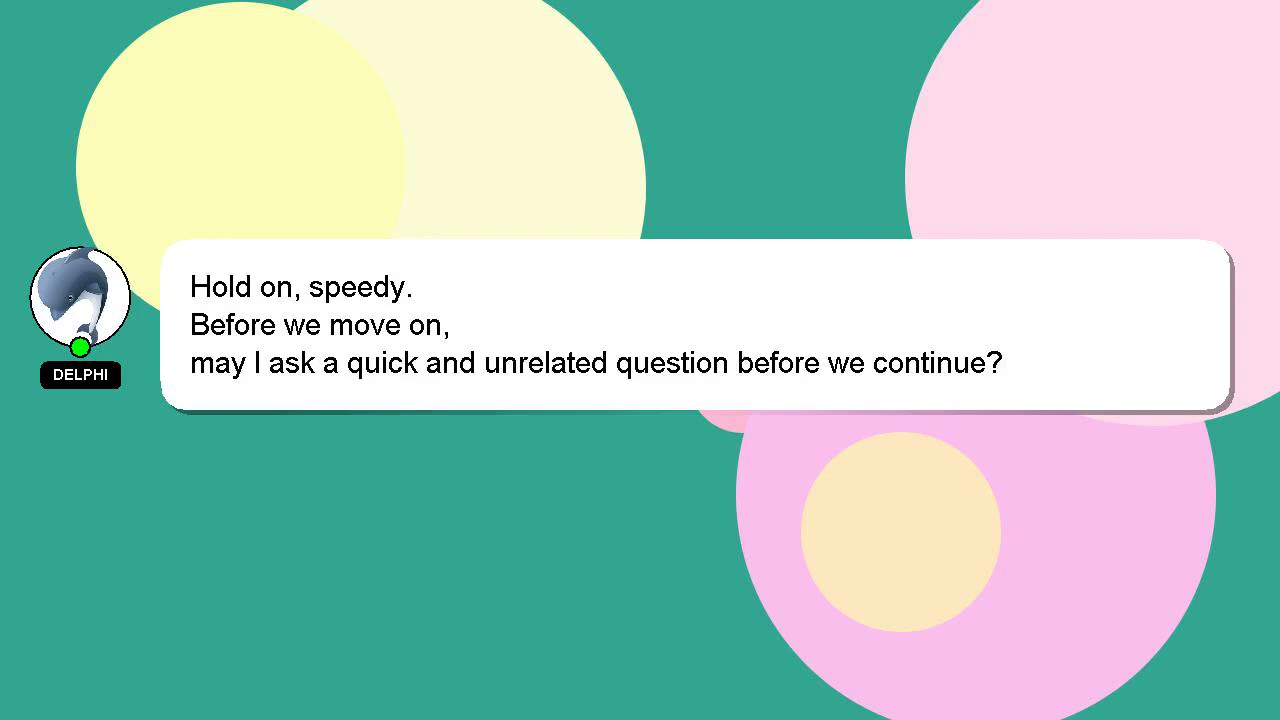 Hold on, speedy.
Before we move on,
may I ask a quick and unrelated question before we continue?
DELPHI